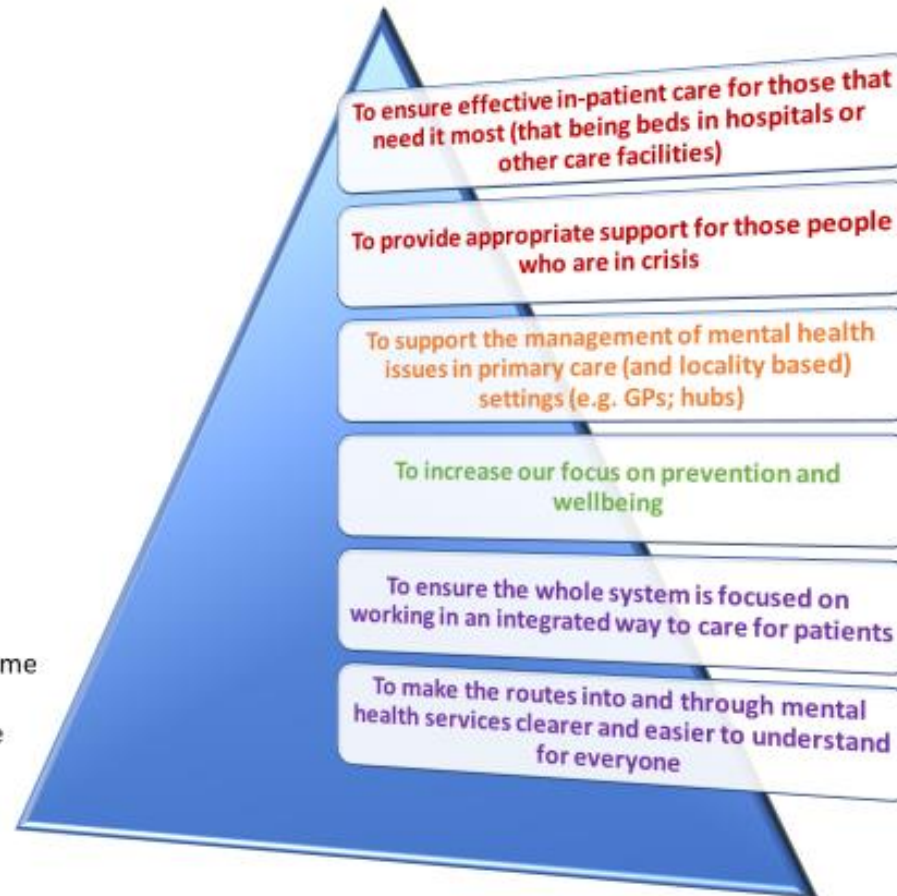 To ensure effective in-patient care for those that
need it most (that being beds in hospitals or
other care facilities)
To provide appropriate support for those people
who are in crisis
To support the management of mental health
issues in primary care (and locality based)
settings (e.g. GPs; hubs)
To increase our focus on prevention and
wellbeing
To ensure the whole system is focused on
working in an integrated way to care for patients
To make the routes into and through mental
health services clearer and easier to understand
for everyone
me